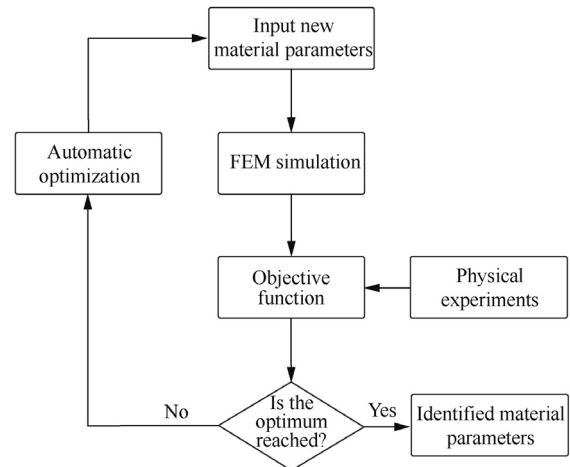 Input new
material parameters
Automatic
optimization
FEM simulation
Objective
function
Physical
experiments
Is the
optimum
reached?
No
Yes
Identified material
parameters